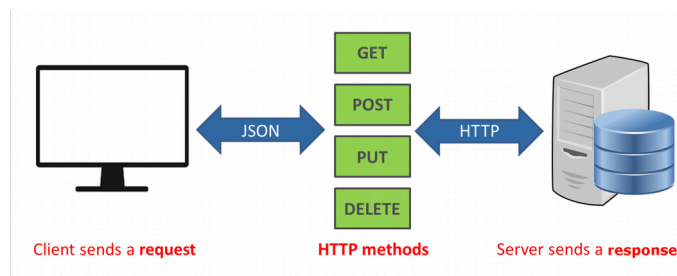 GET
POST
JSON
HTTP
PUT
DELETE
Client sends a request
HTTP methods
Server sends a response